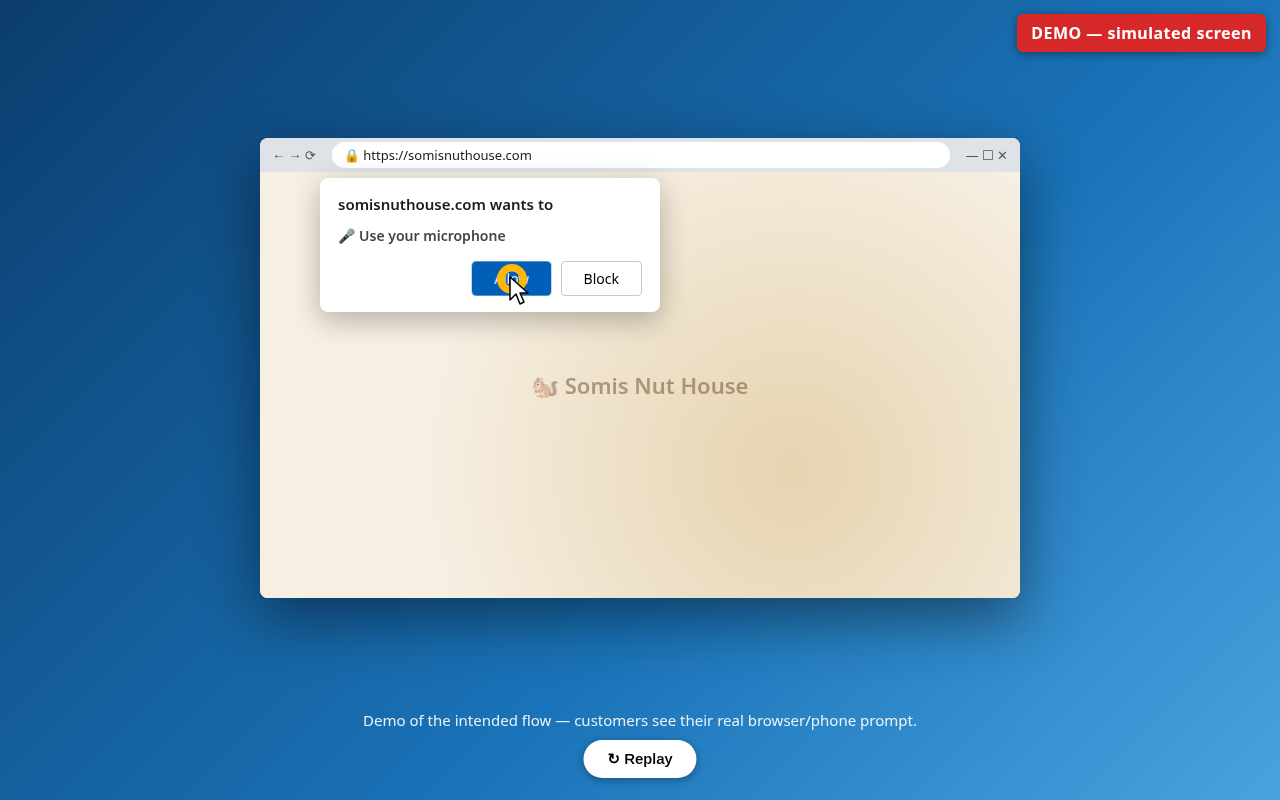 DEMO — simulated screen
https://somisnuthouse.com
somisnuthouse.com wants to
Use your microphone
Block
Somis Nut House
Demo of the intended flow — customers see their real browser/phone prompt.
↻ Replay